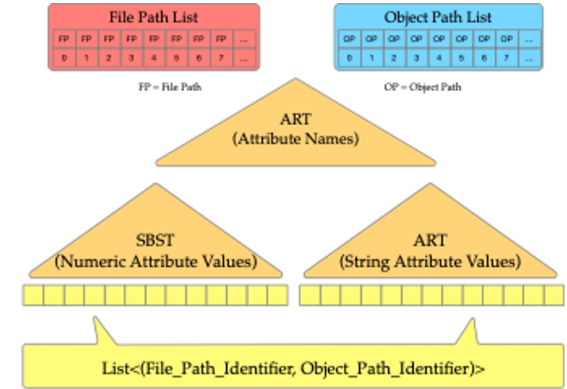 File Path List
FP FP FP FP FP FP FP FP ...
0 1 2 3 4 5 6 7 ...
FP = File Path
Object Path List
OP OP OP OP OP OP OP OP ...
0 1 2 3 4 5 6 7 ...
OP = Object Path
ART
(Attribute Names)
SBST
(Numeric Attribute Values)
ART
(String Attribute Values)
List<(File_Path_Identifier, Object_Path_Identifier)>